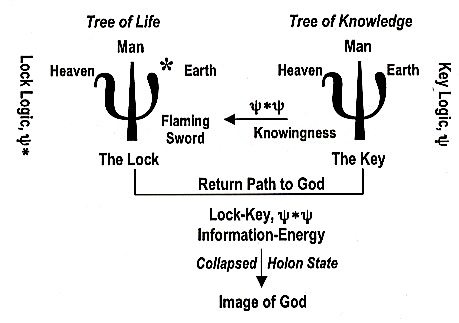 Tree of Life
Tree of Knowledge
Man
Man
Heaven
*
Earth
Heaven
Earth
Lock Logic, ψ*
Key Logic, ψ
ψ
ψ
ψ*ψ
Flaming
Sword
Knowingness
The Lock
The Key
Return Path to God
Lock-Key, ψ*ψ
Information-Energy
Collapsed Holon State
Image of God